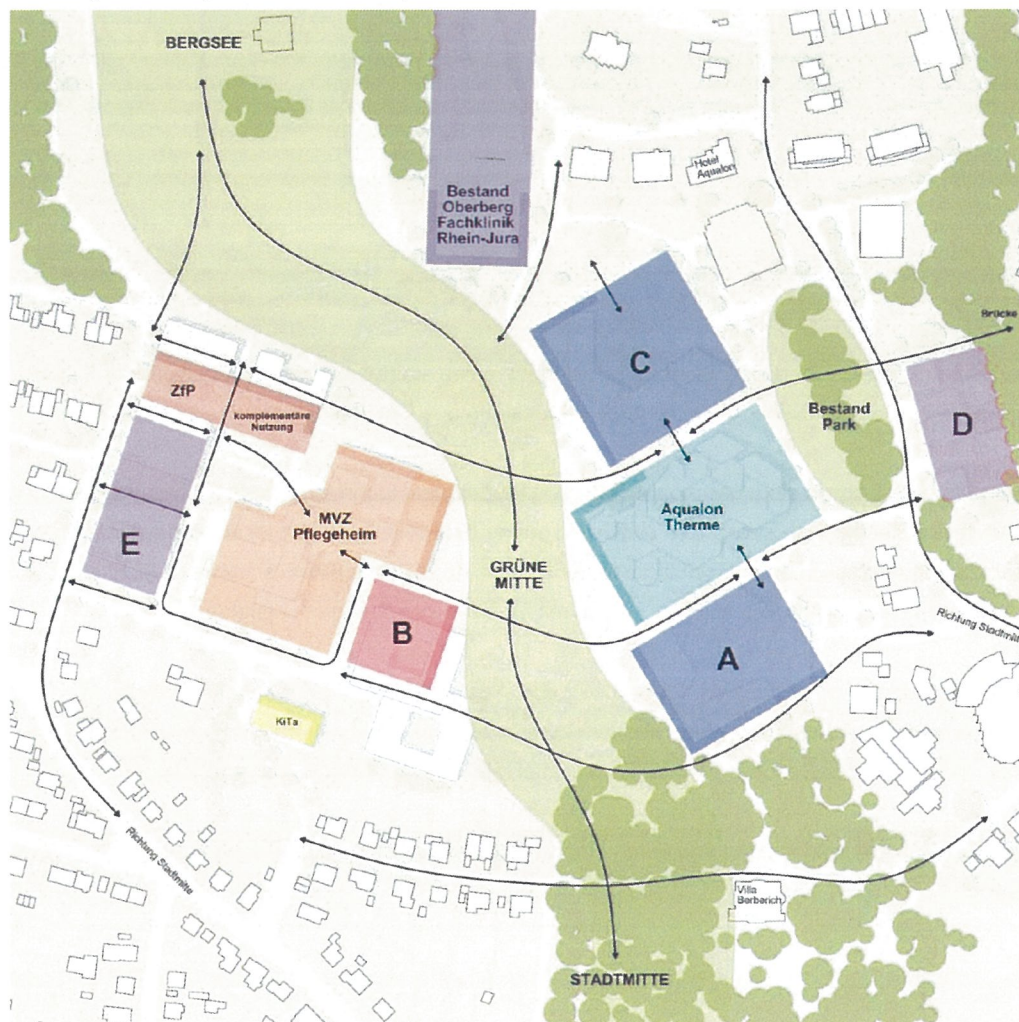 BERGSEE
Bestand
Oberberg
Fachklinik
Rhein-Jura
Hotel
Aqualon
Brücke
C
ZfP
komplementäre
Nutzung
Bestand
Park
D
Aqualon
Therme
MVZ
Pflegeheim
E
GRÜNE
MITTE
B
A
Richtung Stadtmitte
KiTa
Richtung Stadtmitte
Villa
Berberich
STADTMITTE